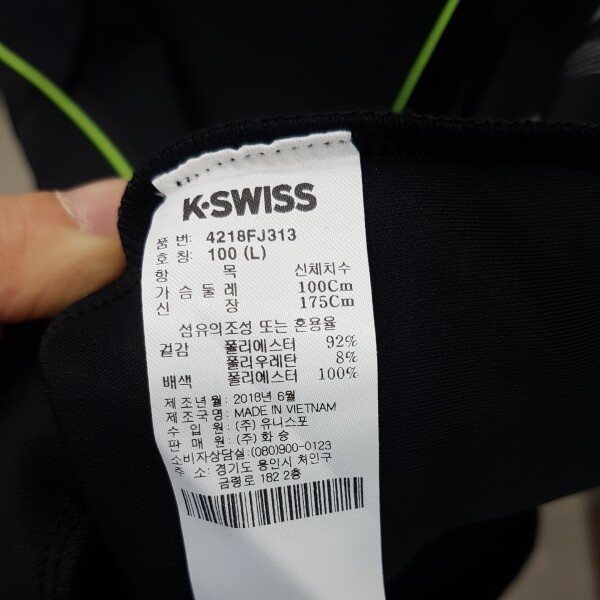 K·SWISS
품 번: 4218FJ313
호 칭: 100 (L)
항 목 신체치수
가 슴 둘 레 100Cm
신 장 175Cm
섬유의조성 또는 혼용율
겉감 폴리에스터 92%
폴리우레탄 8%
배색 폴리에스터 100%
제 조 년 월 : 2018년 6월
제 조 국 명 : MADE IN VIETNAM
수 입 원 : (주) 유니스포
판 매 원 : (주) 화 승
소비자상담실: (080)900-0123
주 소: 경기도 용인시 처인구
금령로 182 2층